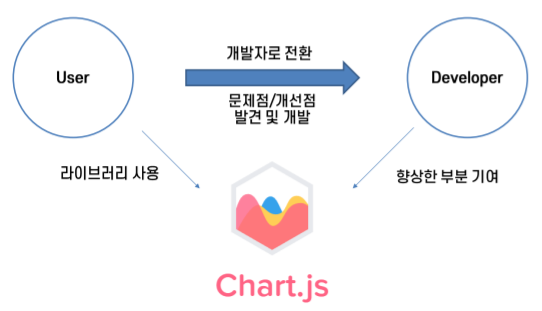 개발자로 전환
User
Developer
문제점/개선점
발견 및 개발
라이브러리 사용
향상한 부분 기여
Chart.js